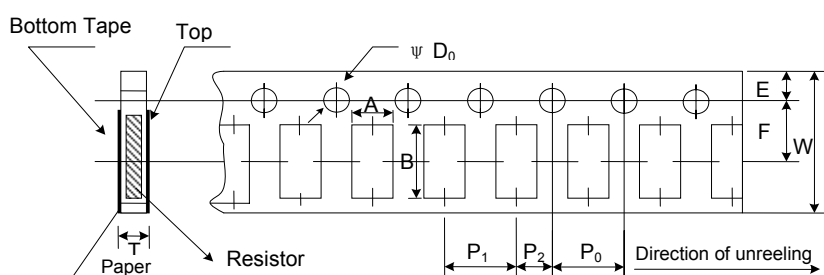 Bottom Tape
Top
ψ D₀
A
B
E
F
W
T
Paper
Resistor
P₁
P₂
P₀
Direction of unreeling